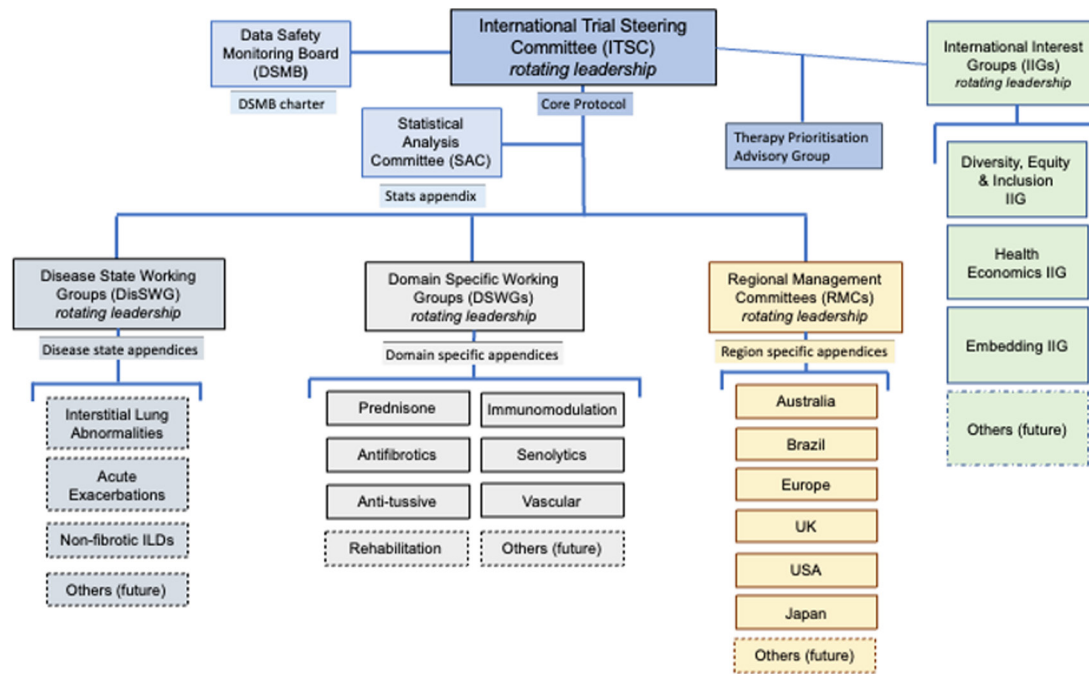 Data Safety
Monitoring Board
(DSMB)
DSMB charter
International Trial Steering
Committee (ITSC)
rotating leadership
Core Protocol
International Interest
Groups (IIGs)
rotating leadership
Statistical
Analysis
Committee (SAC)
Stats appendix
Therapy Prioritisation
Advisory Group
Diversity, Equity
& Inclusion
IIG
Health
Economics IIG
Embedding IIG
Others (future)
Disease State Working
Groups (DisSWG)
rotating leadership
Disease state appendices
Interstitial Lung
Abnormalities
Acute
Exacerbations
Non-fibrotic ILDs
Others (future)
Domain Specific Working
Groups (DSWGs)
rotating leadership
Domain specific appendices
Prednisone
Immunomodulation
Antifibrotics
Senolytics
Anti-tussive
Vascular
Rehabilitation
Others (future)
Regional Management
Committees (RMCs)
rotating leadership
Region specific appendices
Australia
Brazil
Europe
UK
USA
Japan
Others (future)